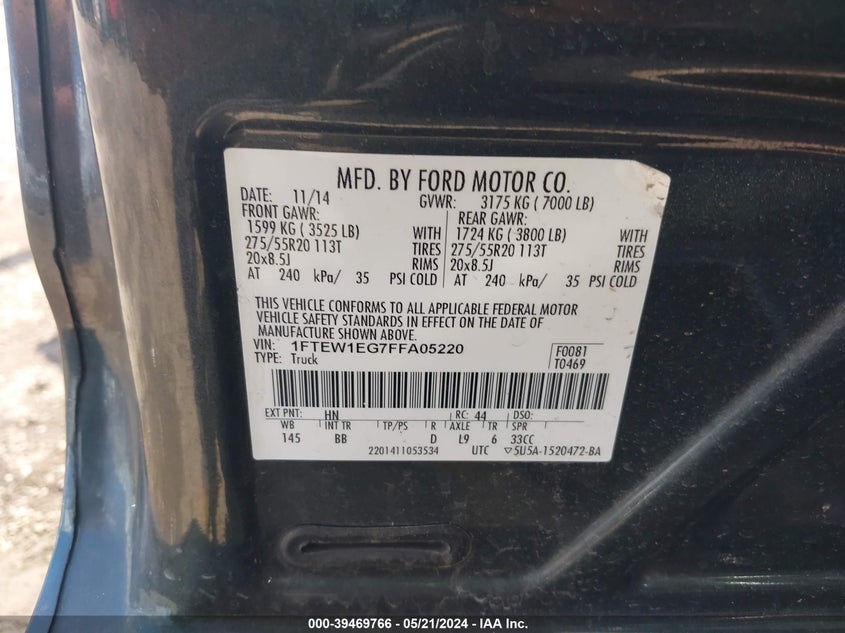 MFD. BY FORD MOTOR CO.
DATE: 11/14 GVWR: 3175 KG ( 7000 LB)
FRONT GAWR: REAR GAWR:
1599 KG ( 3525 LB) WITH 1724 KG ( 3800 LB) WITH
275/55R20 113T TIRES 275/55R20 113T TIRES
20x8.5J RIMS 20x8.5J RIMS
AT 240 kPa/ 35 PSI COLD AT 240 kPa/ 35 PSI COLD
THIS VEHICLE CONFORMS TO ALL APPLICABLE FEDERAL MOTOR
VEHICLE SAFETY STANDARDS IN EFFECT ON THE DATE OF
MANUFACTURE SHOWN ABOVE.
VIN: 1FTEW1EG7FFA05220 F0081
TYPE: Truck T0469
EXT PNT: HN RC: 44 DSO:
WB INT TR TP/PS R AXLE TR SPR
145 BB D L9 6 33CC
2201411053534 UTC ▽5U5A-1520472-BA
000-39469766 - 05/21/2024 - IAA Inc.